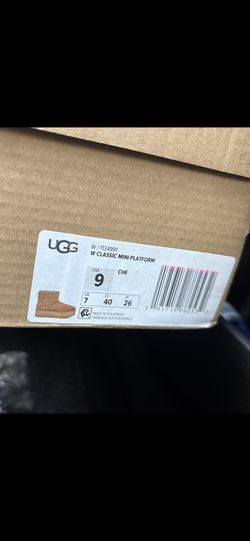 UGG
W / 1134991
W CLASSIC MINI PLATFORM
USA
9
CHE
UK
7
EU
40
JP
26
MADE IN PHILIPPINES
FABRIQUÉ AUX PHILIPPINES